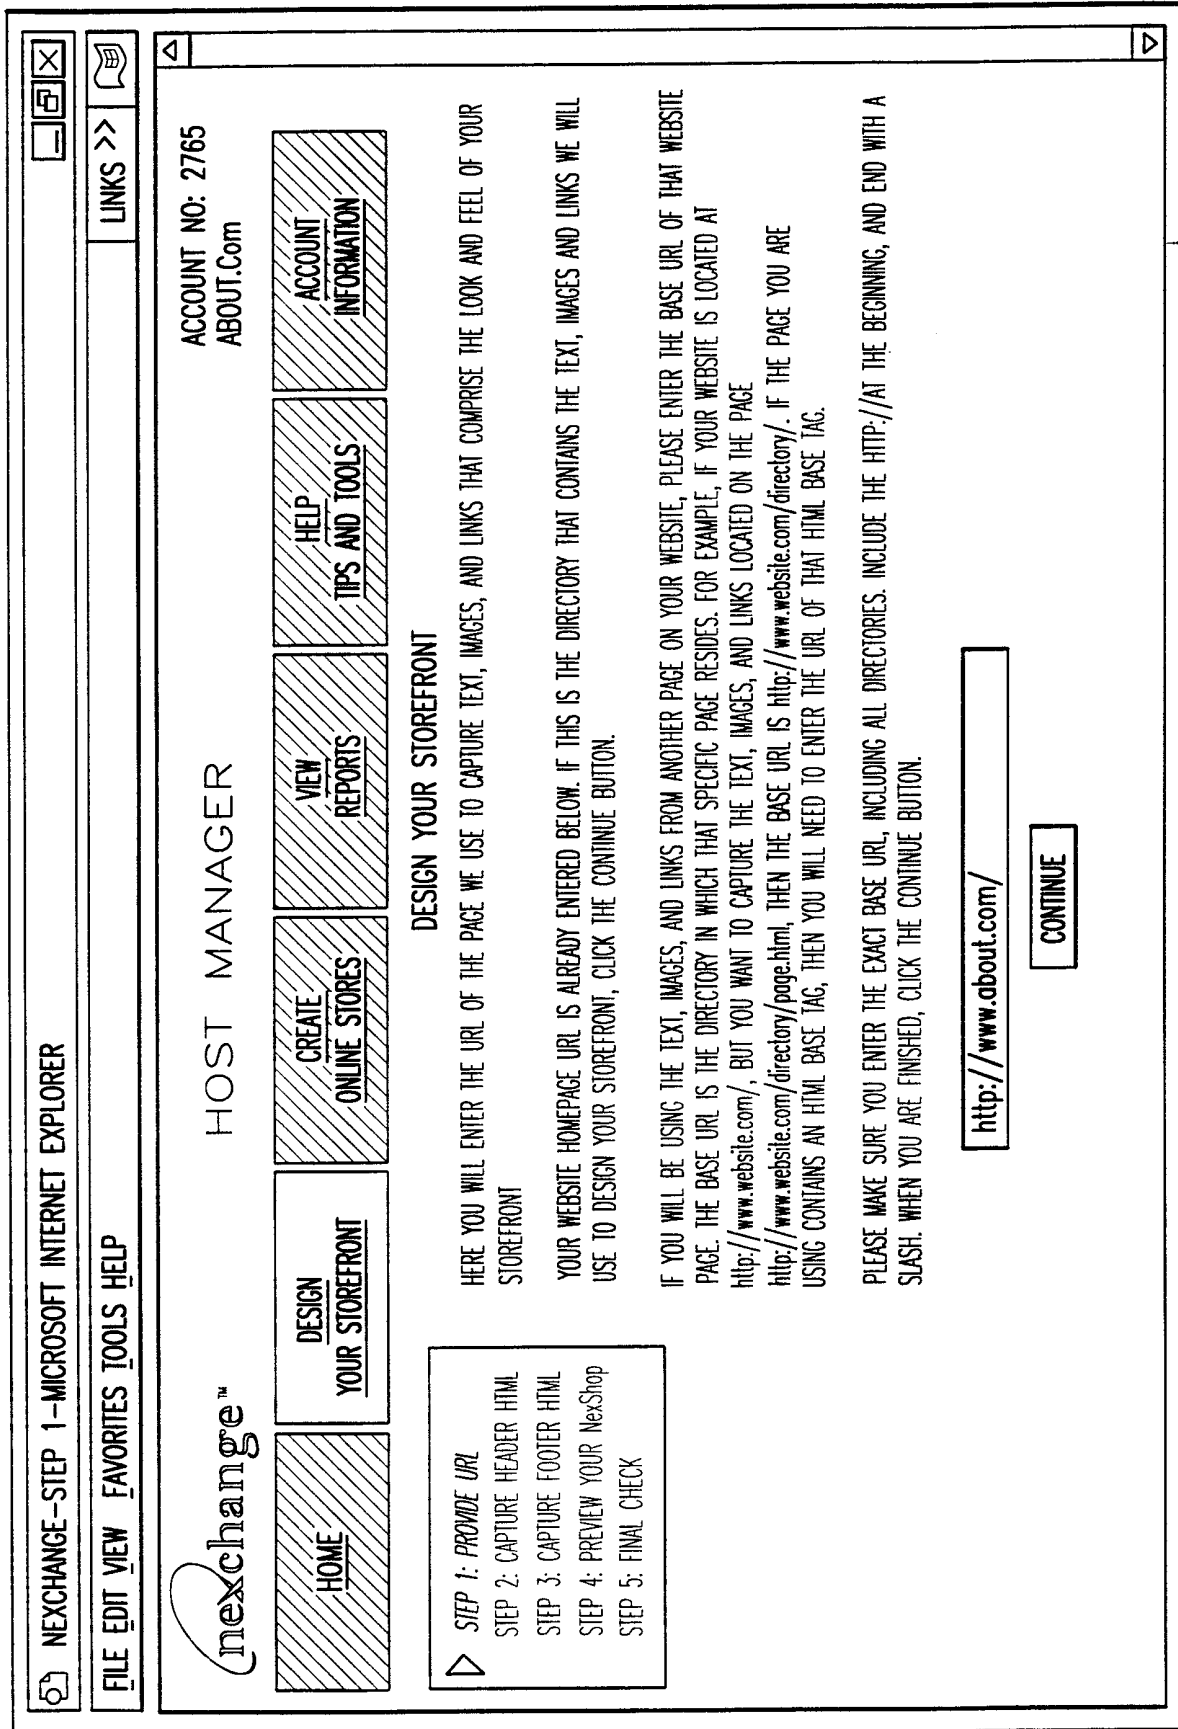 NEXCHANGE-STEP 1-MICROSOFT INTERNET EXPLORER
FILE EDIT VIEW FAVORITES TOOLS HELP
LINKS >>
nexchange™
HOST MANAGER
ACCOUNT NO: 2765
ABOUT.Com
HOME
DESIGN
YOUR STOREFRONT
CREATE
ONLINE STORES
VIEW
REPORTS
HELP
TIPS AND TOOLS
ACCOUNT
INFORMATION
STEP 1: PROVIDE URL
STEP 2: CAPTURE HEADER HTML
STEP 3: CAPTURE FOOTER HTML
STEP 4: PREVIEW YOUR NexShop
STEP 5: FINAL CHECK
DESIGN YOUR STOREFRONT
HERE YOU WILL ENTER THE URL OF THE PAGE WE USE TO CAPTURE TEXT, IMAGES, AND LINKS THAT COMPRISE THE LOOK AND FEEL OF YOUR
STOREFRONT
YOUR WEBSITE HOMEPAGE URL IS ALREADY ENTERED BELOW. IF THIS IS THE DIRECTORY THAT CONTAINS THE TEXT, IMAGES AND LINKS WE WILL
USE TO DESIGN YOUR STOREFRONT, CLICK THE CONTINUE BUTTON.
IF YOU WILL BE USING THE TEXT, IMAGES, AND LINKS FROM ANOTHER PAGE ON YOUR WEBSITE, PLEASE ENTER THE BASE URL OF THAT WEBSITE
PAGE. THE BASE URL IS THE DIRECTORY IN WHICH THAT SPECIFIC PAGE RESIDES. FOR EXAMPLE, IF YOUR WEBSITE IS LOCATED AT
http://www.website.com/, BUT YOU WANT TO CAPTURE THE TEXT, IMAGES, AND LINKS LOCATED ON THE PAGE
http://www.website.com/directory/page.html, THEN THE BASE URL IS http://www.website.com/directory/. IF THE PAGE YOU ARE
USING CONTAINS AN HTML BASE TAG, THEN YOU WILL NEED TO ENTER THE URL OF THAT HTML BASE TAG.
PLEASE MAKE SURE YOU ENTER THE EXACT BASE URL, INCLUDING ALL DIRECTORIES. INCLUDE THE HTTP://AT THE BEGINNING, AND END WITH A
SLASH. WHEN YOU ARE FINISHED, CLICK THE CONTINUE BUTTON.
http://www.about.com/
CONTINUE